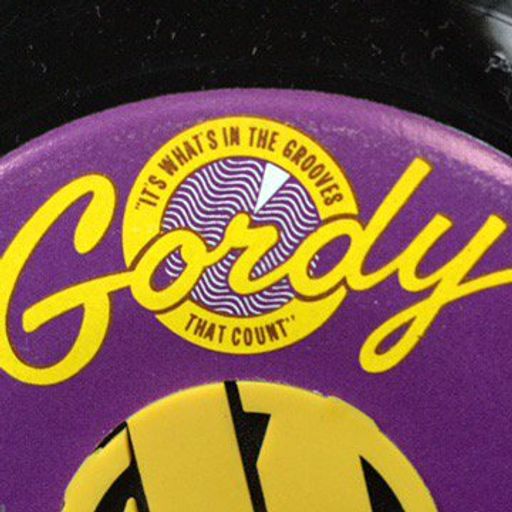 "IT'S WHAT'S IN THE GROOVES
Gordy
THAT COUNT"